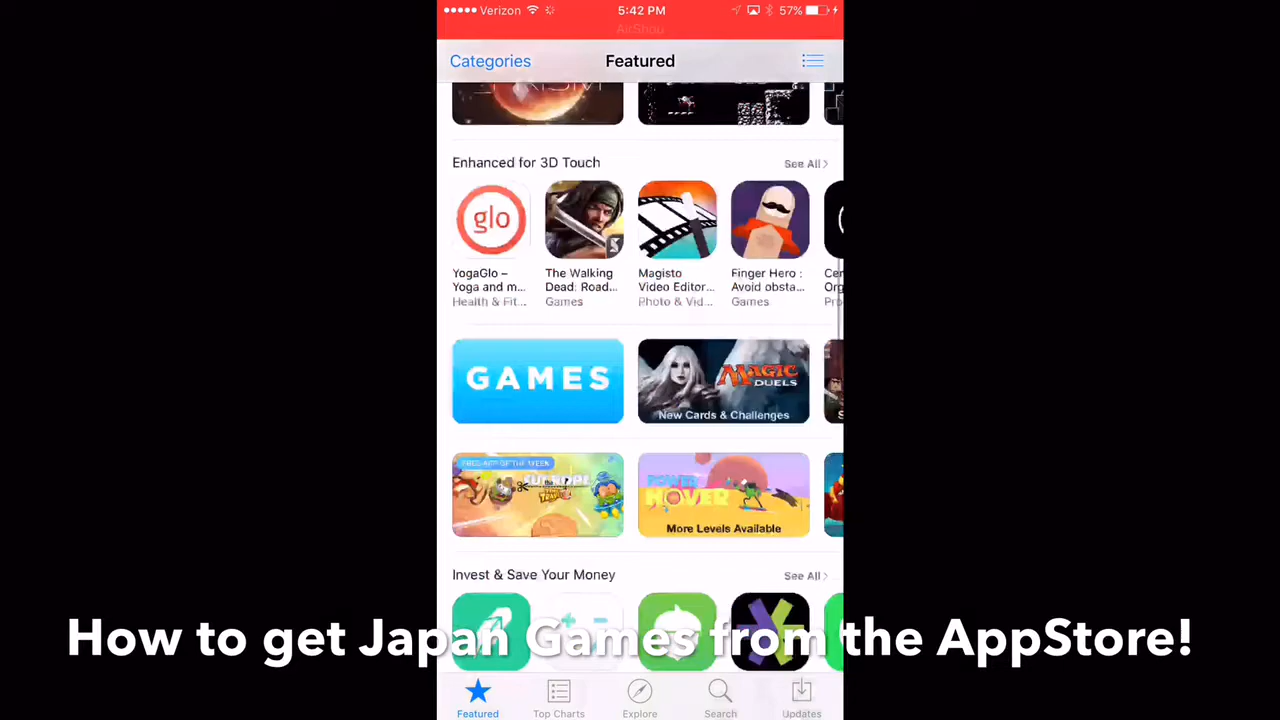 Verizon 5:42 PM 57%
AirShou
Categories Featured
Enhanced for 3D Touch See All
glo
YogaGlo – The Walking Magisto Finger Hero :
Yoga and m... Dead: Road... Video Editor... Avoid obsta...
Health & Fit... Games Photo & Vid... Games
GAMES
MAGIC
DUELS
New Cards & Challenges
FREE APP OF THE WEEK
POWER
HOVER
More Levels Available
Invest & Save Your Money See All
How to get Japan Games from the AppStore!
Featured Top Charts Explore Search Updates